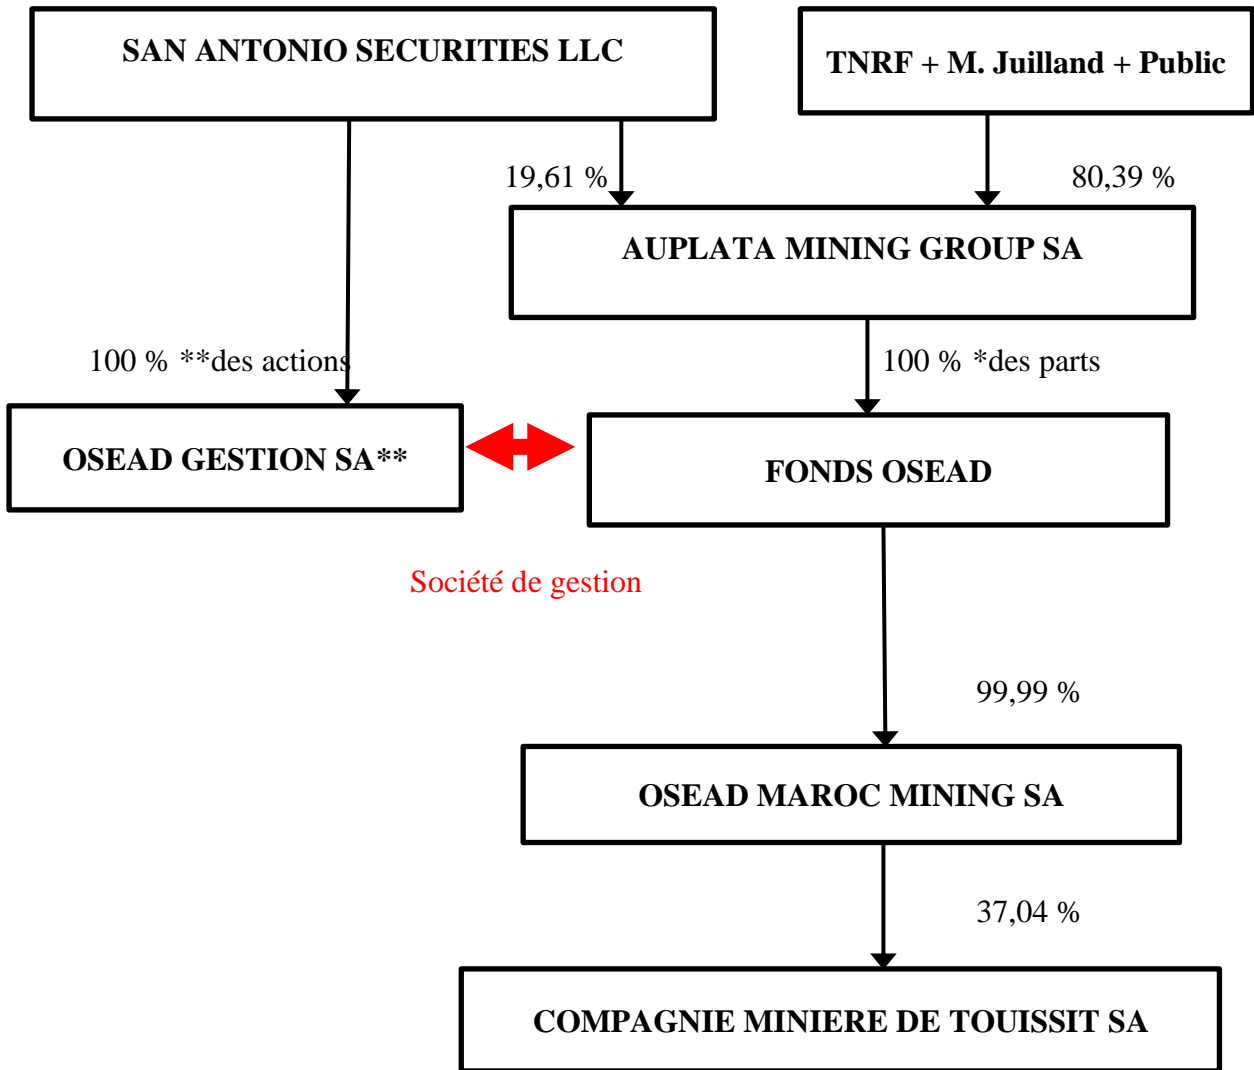 SAN ANTONIO SECURITIES LLC
TNRF + M. Juilland + Public
19,61 %
80,39 %
AUPLATA MINING GROUP SA
100 % **des actions
100 % *des parts
OSEAD GESTION SA**
FONDS OSEAD
Société de gestion
99,99 %
OSEAD MAROC MINING SA
37,04 %
COMPAGNIE MINIERE DE TOUISSIT SA